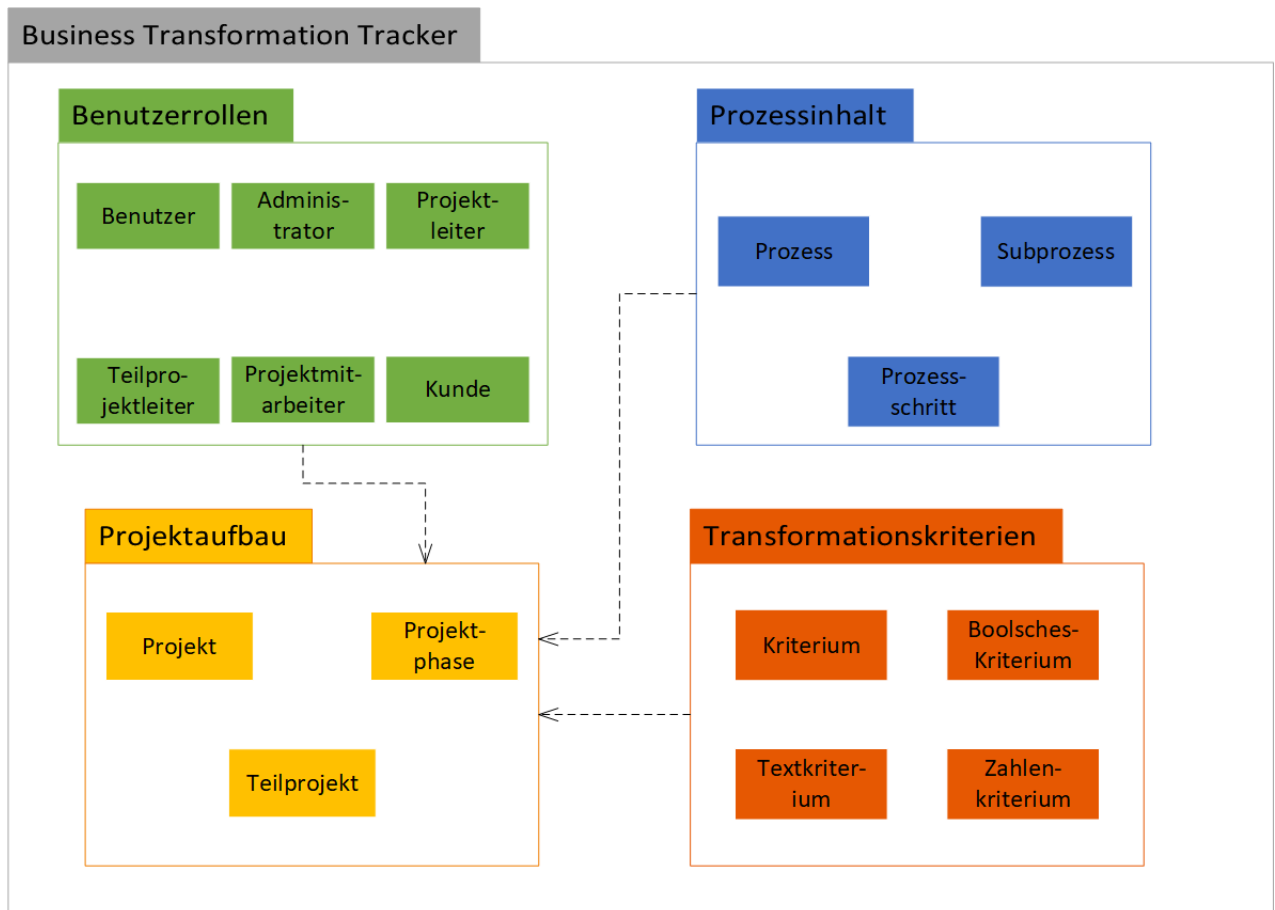 Business Transformation Tracker
Benutzerrollen
Benutzer
Adminis-
trator
Projekt-
leiter
Teilpro-
jektleiter
Projektmit-
arbeiter
Kunde
Prozessinhalt
Prozess
Subprozess
Prozess-
schritt
Projektaufbau
Projekt
Projekt-
phase
Teilprojekt
Transformationskriterien
Kriterium
Boolsches-
Kriterium
Textkriter-
ium
Zahlen-
kriterium